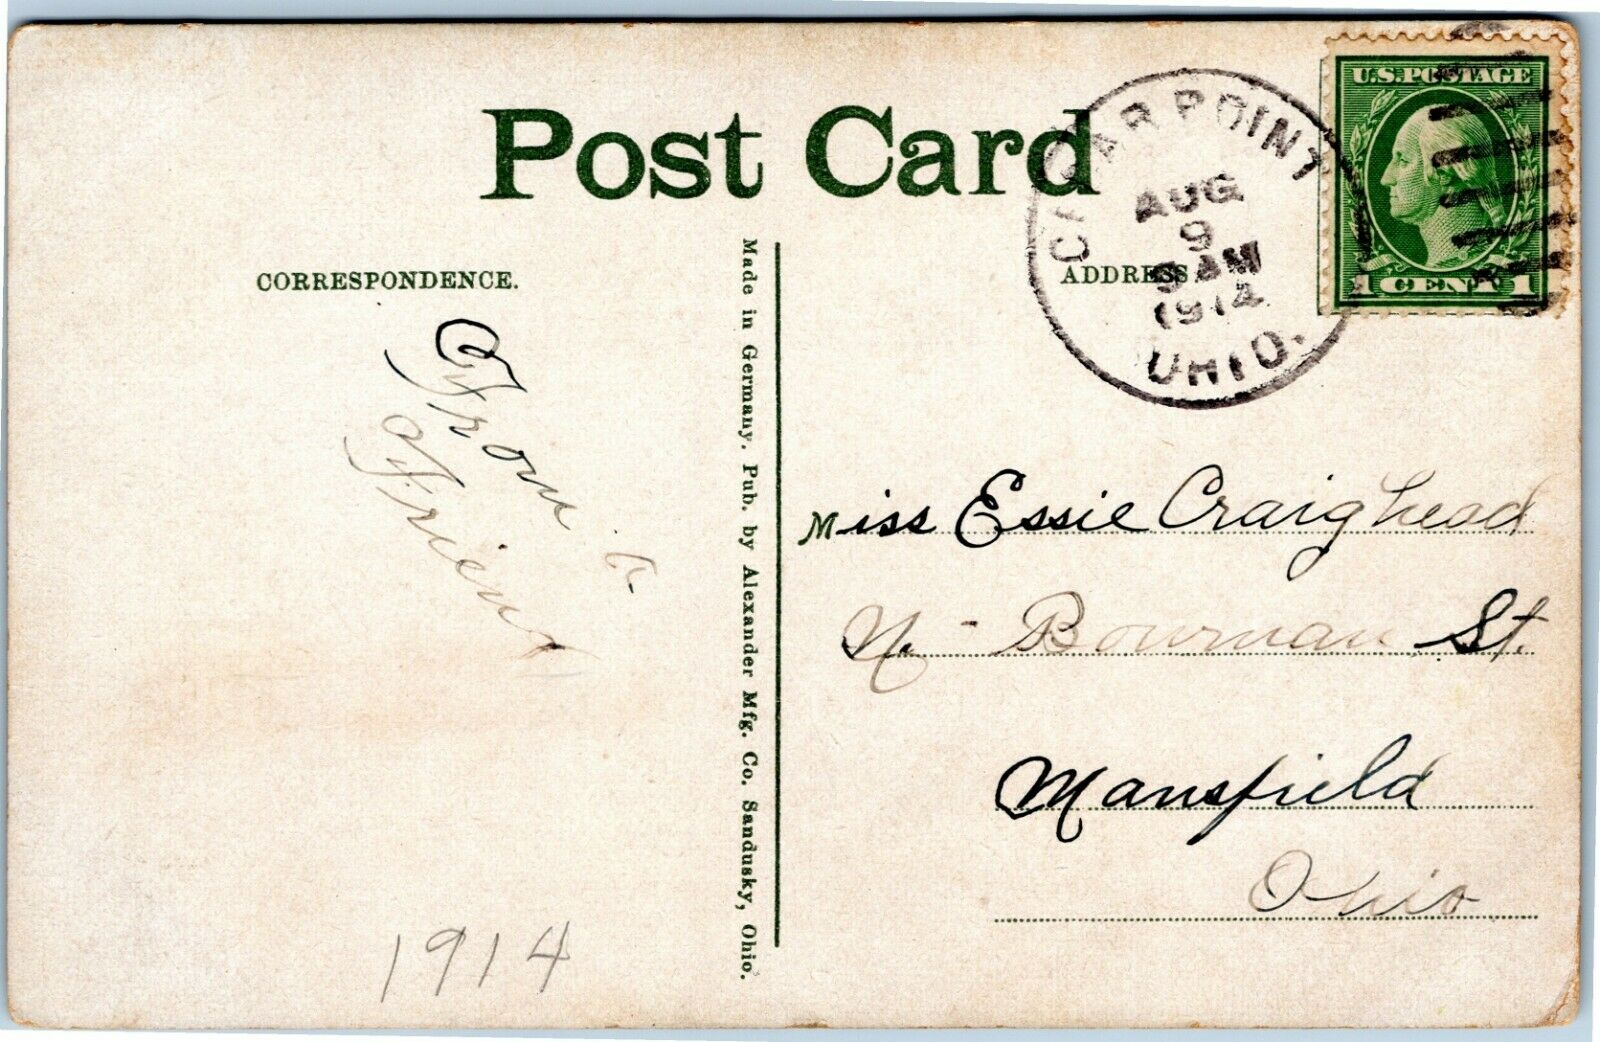 Post Card
CORRESPONDENCE.
ADDRESS
From a
Friend
1914
Made in Germany. Pub. by Alexander Mfg. Co. Sandusky, Ohio.
POINT
AUG
9
9 AM
1914
OHIO.
U.S. POSTAGE
1 CENT 1
Miss Essie Craighead
N. - Bowman St.
Mansfield
Ohio